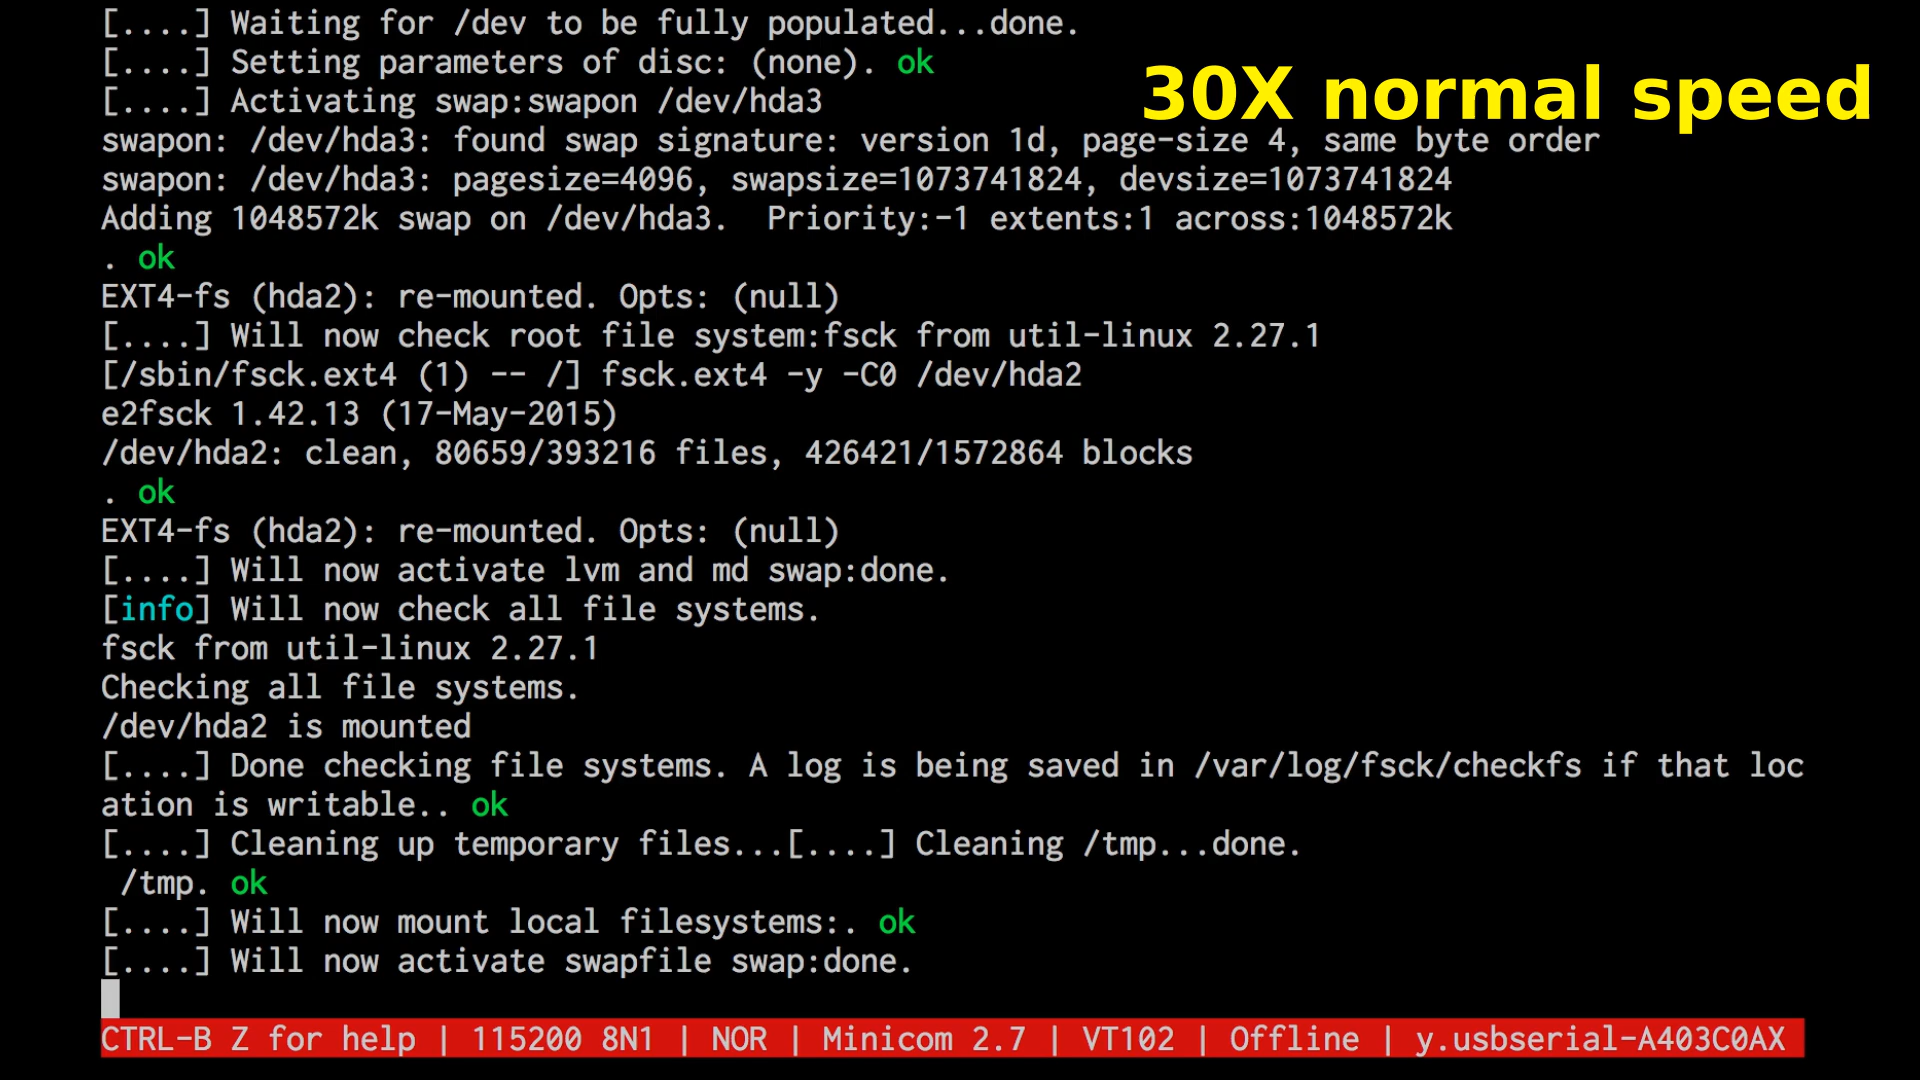 [....] Waiting for /dev to be fully populated...done.
[....] Setting parameters of disc: (none). ok
30X normal speed
[....] Activating swap:swapon /dev/hda3
swapon: /dev/hda3: found swap signature: version 1d, page-size 4, same byte order
swapon: /dev/hda3: pagesize=4096, swapsize=1073741824, devsize=1073741824
Adding 1048572k swap on /dev/hda3.  Priority:-1 extents:1 across:1048572k
. ok
EXT4-fs (hda2): re-mounted. Opts: (null)
[....] Will now check root file system:fsck from util-linux 2.27.1
[/sbin/fsck.ext4 (1) -- /] fsck.ext4 -y -C0 /dev/hda2
e2fsck 1.42.13 (17-May-2015)
/dev/hda2: clean, 80659/393216 files, 426421/1572864 blocks
. ok
EXT4-fs (hda2): re-mounted. Opts: (null)
[....] Will now activate lvm and md swap:done.
[info] Will now check all file systems.
fsck from util-linux 2.27.1
Checking all file systems.
/dev/hda2 is mounted
[....] Done checking file systems. A log is being saved in /var/log/fsck/checkfs if that loc
ation is writable.. ok
[....] Cleaning up temporary files...[....] Cleaning /tmp...done.
 /tmp. ok
[....] Will now mount local filesystems:. ok
[....] Will now activate swapfile swap:done.
CTRL-B Z for help | 115200 8N1 | NOR | Minicom 2.7 | VT102 | Offline | y.usbserial-A403C0AX